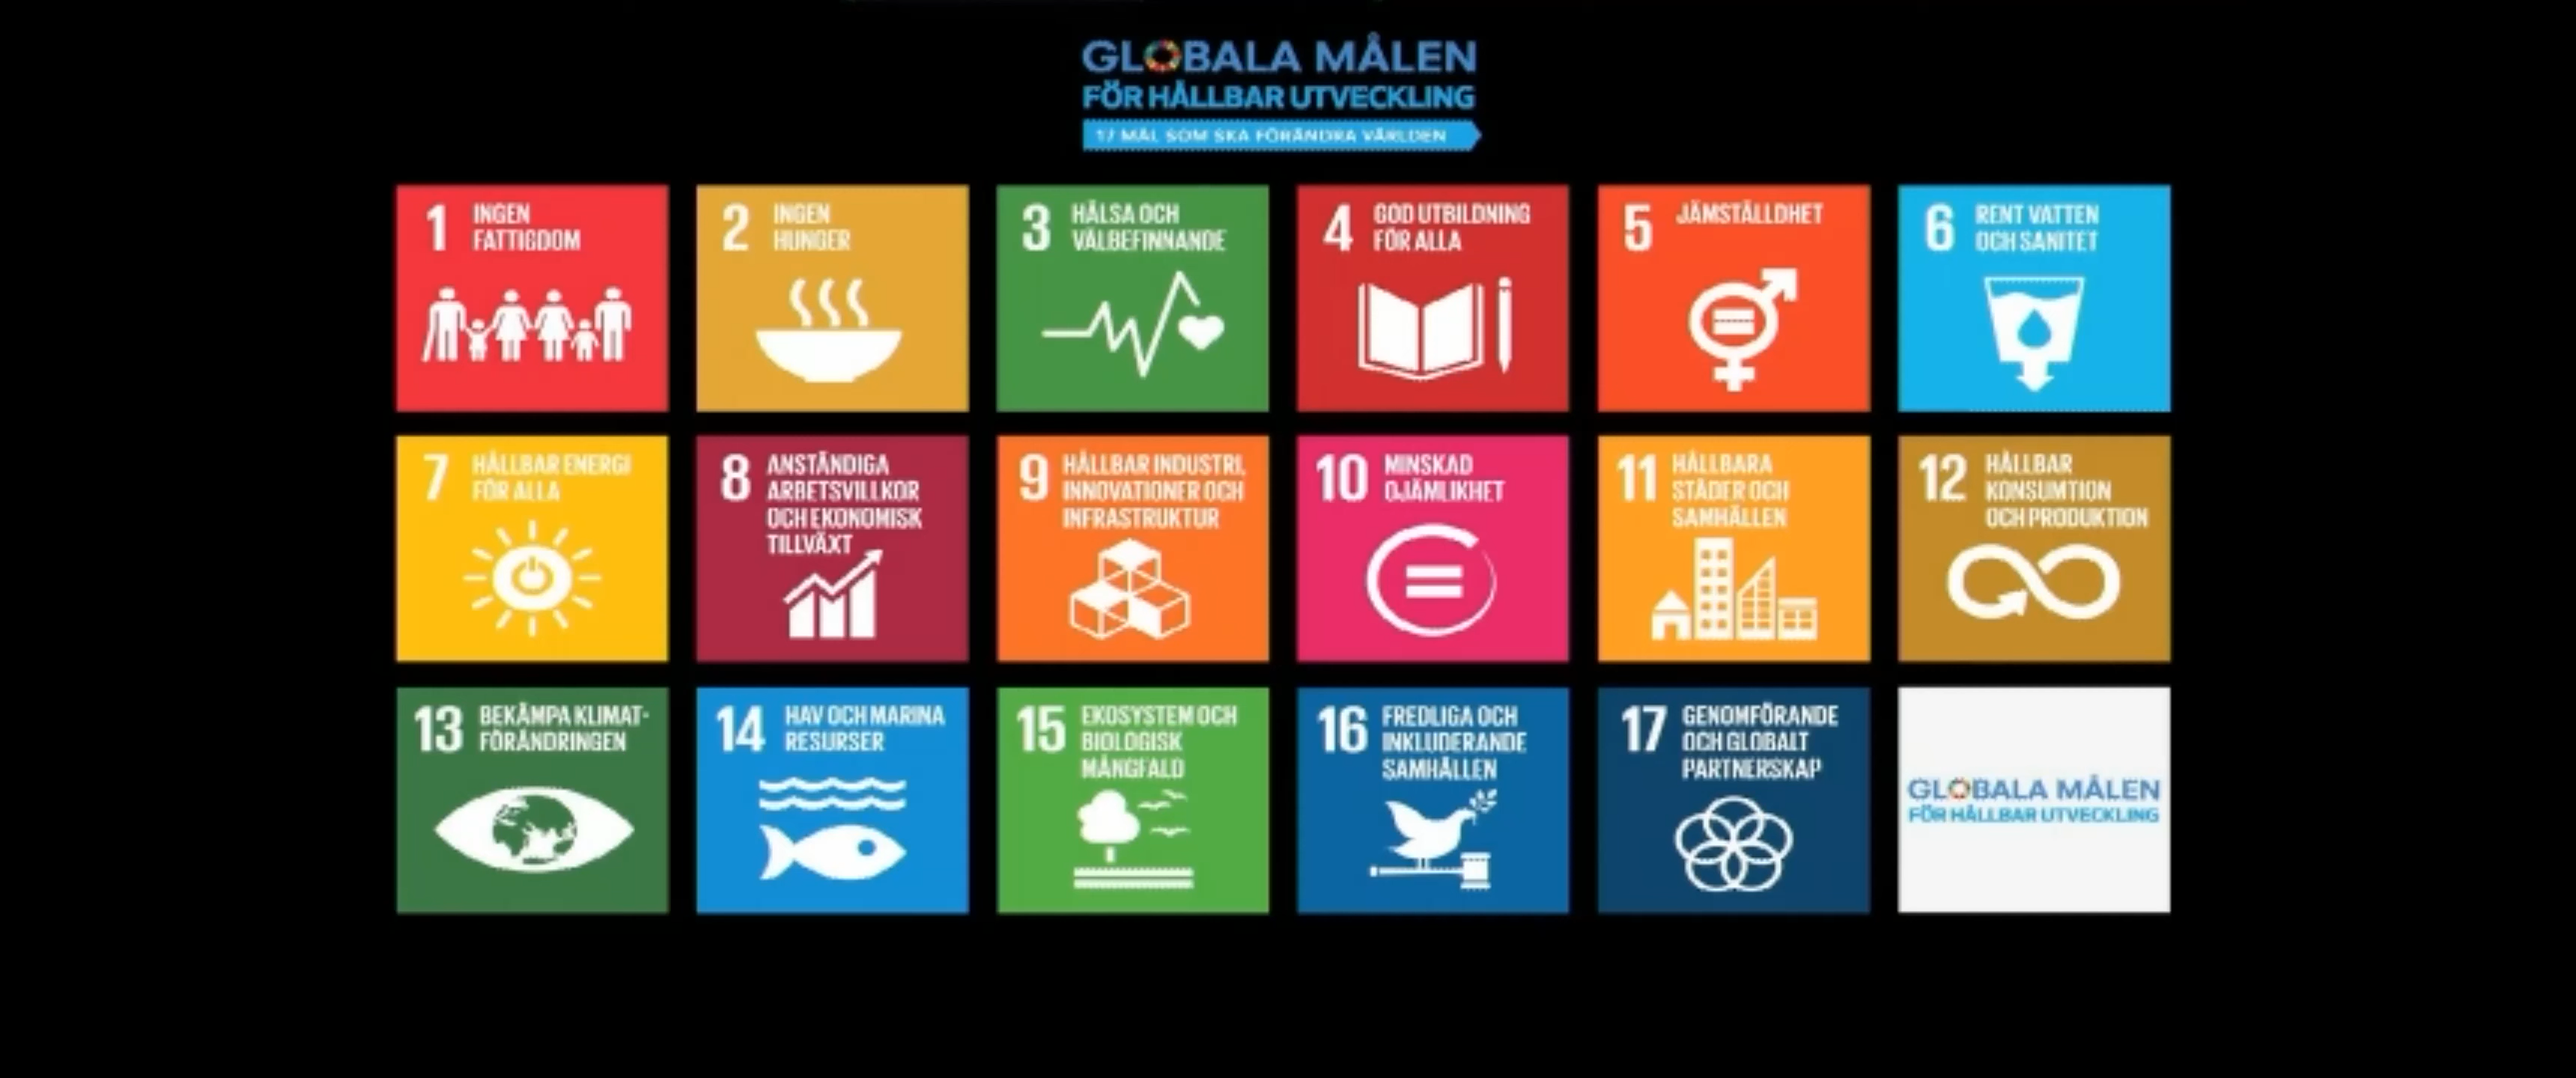 GLOBALA MÅLEN
FÖR HÅLLBAR UTVECKLING
17 MÅL SOM SKA FÖRÄNDRA VÄRLDEN
1 INGEN
FATTIGDOM
2 INGEN
HUNGER
3 HÄLSA OCH
VÄLBEFINNANDE
4 GOD UTBILDNING
FÖR ALLA
5 JÄMSTÄLLDHET
6 RENT VATTEN
OCH SANITET
7 HÅLLBAR ENERGI
FÖR ALLA
8 ANSTÄNDIGA
ARBETSVILLKOR
OCH EKONOMISK
TILLVÄXT
9 HÅLLBAR INDUSTRI,
INNOVATIONER OCH
INFRASTRUKTUR
10 MINSKAD
OJÄMLIKHET
11 HÅLLBARA
STÄDER OCH
SAMHÄLLEN
12 HÅLLBAR
KONSUMTION
OCH PRODUKTION
13 BEKÄMPA KLIMAT-
FÖRÄNDRINGEN
14 HAV OCH MARINA
RESURSER
15 EKOSYSTEM OCH
BIOLOGISK
MÅNGFALD
16 FREDLIGA OCH
INKLUDERANDE
SAMHÄLLEN
17 GENOMFÖRANDE
OCH GLOBALT
PARTNERSKAP
GLOBALA MÅLEN
FÖR HÅLLBAR UTVECKLING